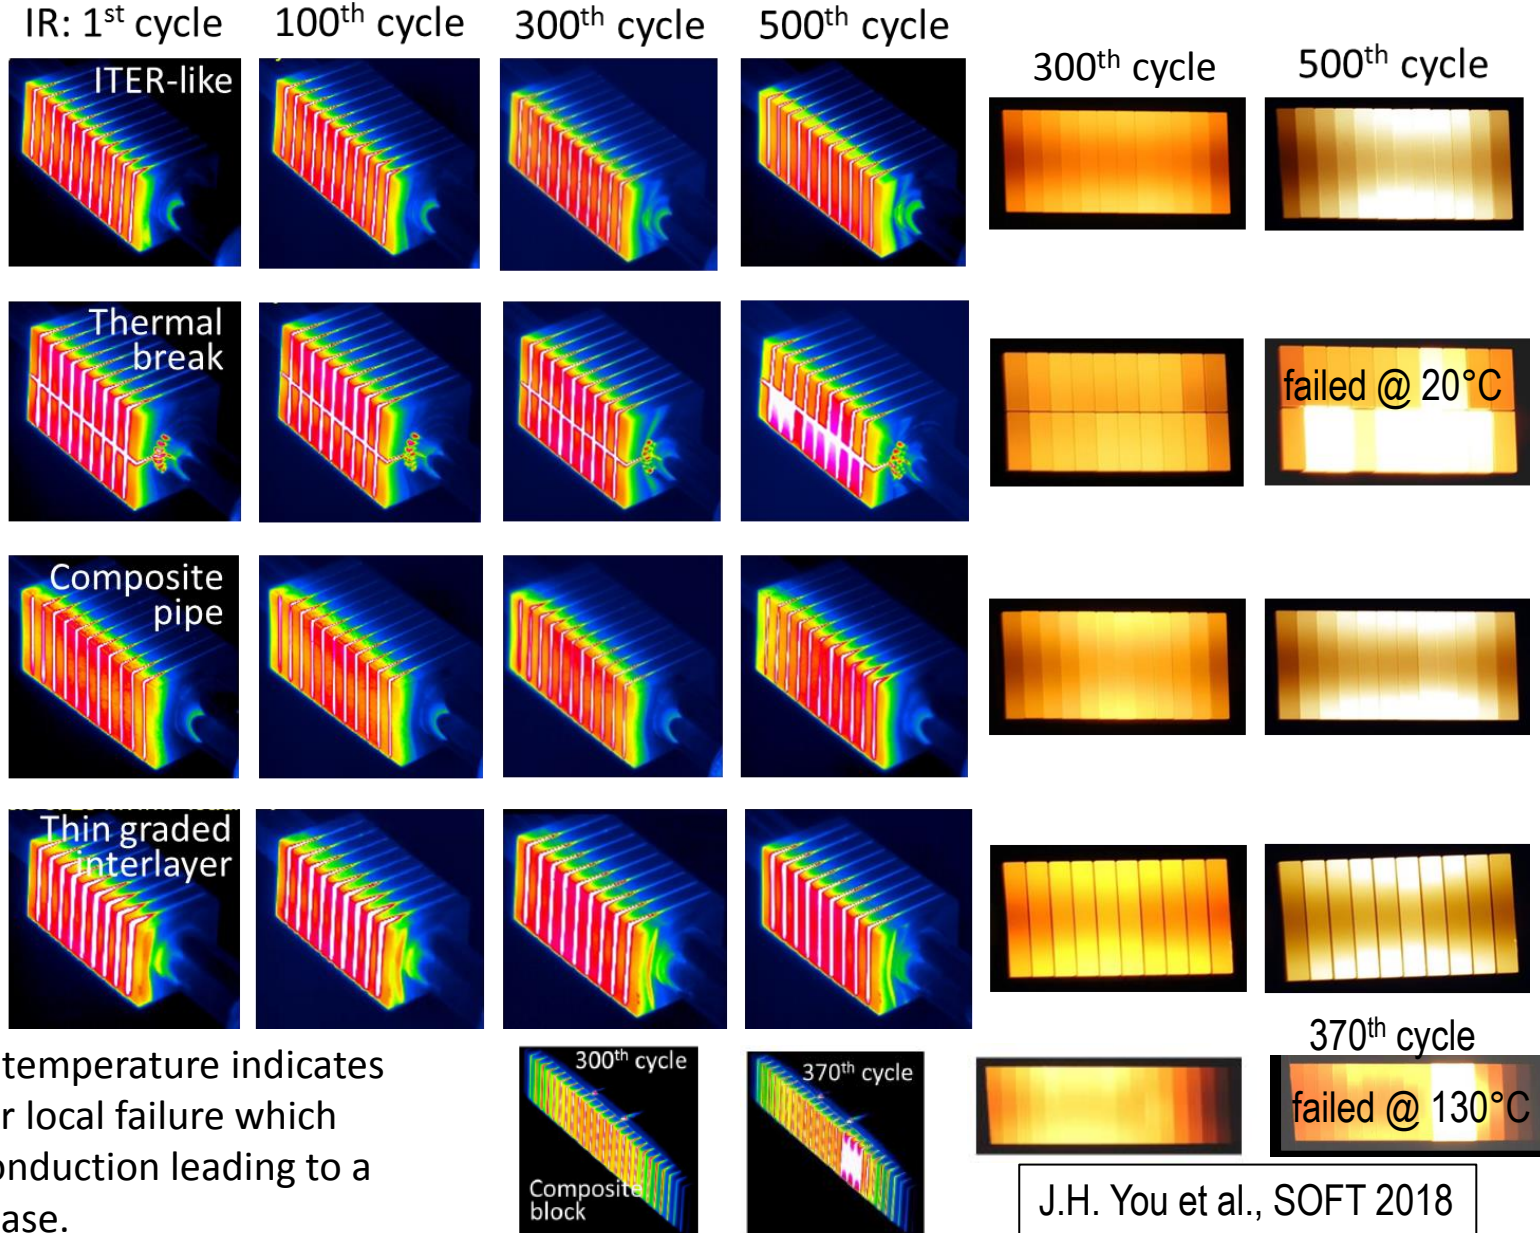 IR: 1st cycle
100th cycle
300th cycle
500th cycle
300th cycle
500th cycle
ITER-like
Thermal
break
failed @ 20°C
Composite
pipe
Thin graded
interlayer
370th cycle
temperature indicates
r local failure which
onduction leading to a
ase.
300th cycle
Composite
block
370th cycle
failed @ 130°C
J.H. You et al., SOFT 2018